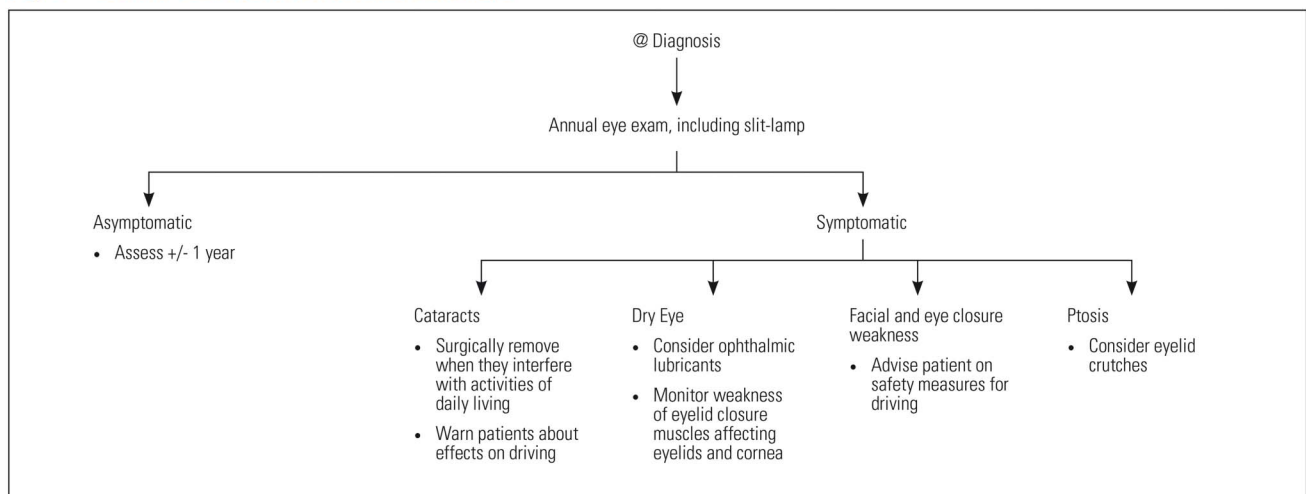 @ Diagnosis
Annual eye exam, including slit-lamp
Asymptomatic
• Assess +/- 1 year
Symptomatic
Cataracts
• Surgically remove
when they interfere
with activities of
daily living
• Warn patients about
effects on driving
Dry Eye
• Consider ophthalmic
lubricants
• Monitor weakness
of eyelid closure
muscles affecting
eyelids and cornea
Facial and eye closure
weakness
• Advise patient on
safety measures for
driving
Ptosis
• Consider eyelid
crutches